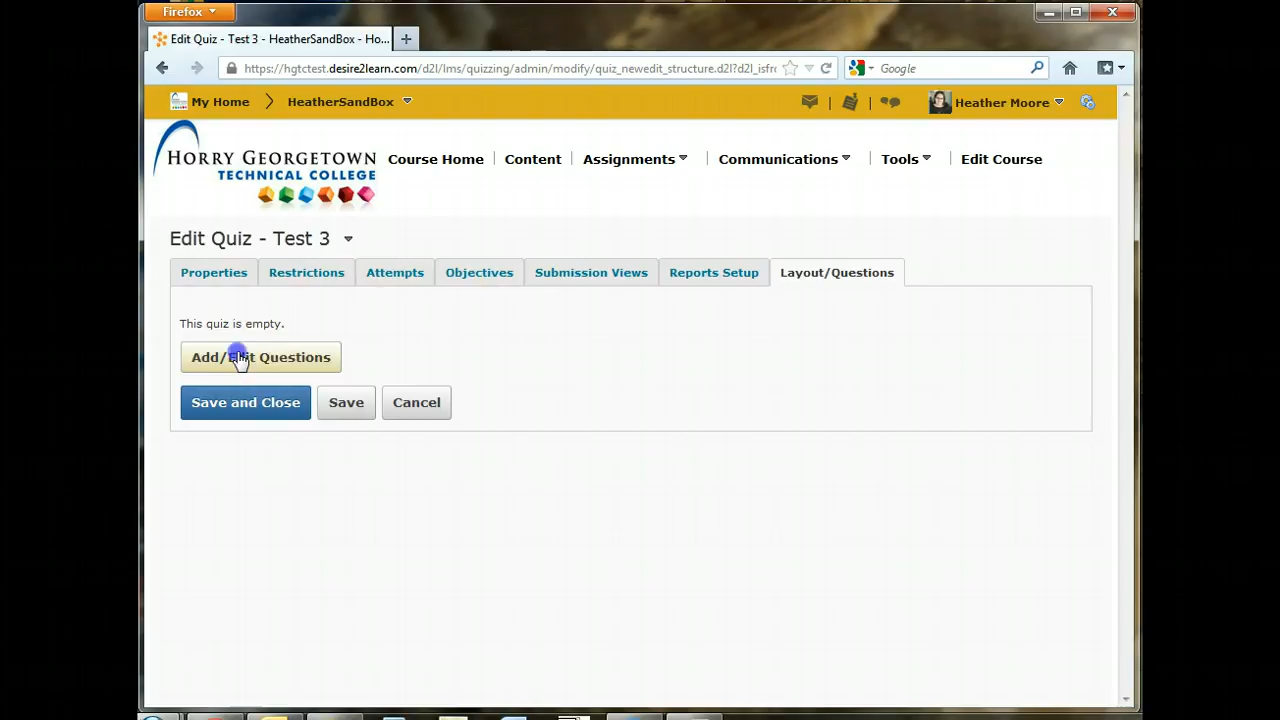 Firefox
Edit Quiz - Test 3 - HeatherSandBox - Ho...
https://hgtctest.desire2learn.com/d2l/lms/quizzing/admin/modify/quiz_newedit_structure.d2l?d2l_isfro
Google
My Home HeatherSandBox
Heather Moore
HORRY GEORGETOWN
TECHNICAL COLLEGE
Course Home Content Assignments Communications Tools Edit Course
Edit Quiz - Test 3
Properties Restrictions Attempts Objectives Submission Views Reports Setup Layout/Questions
This quiz is empty.
Add/Edit Questions
Save and Close Save Cancel